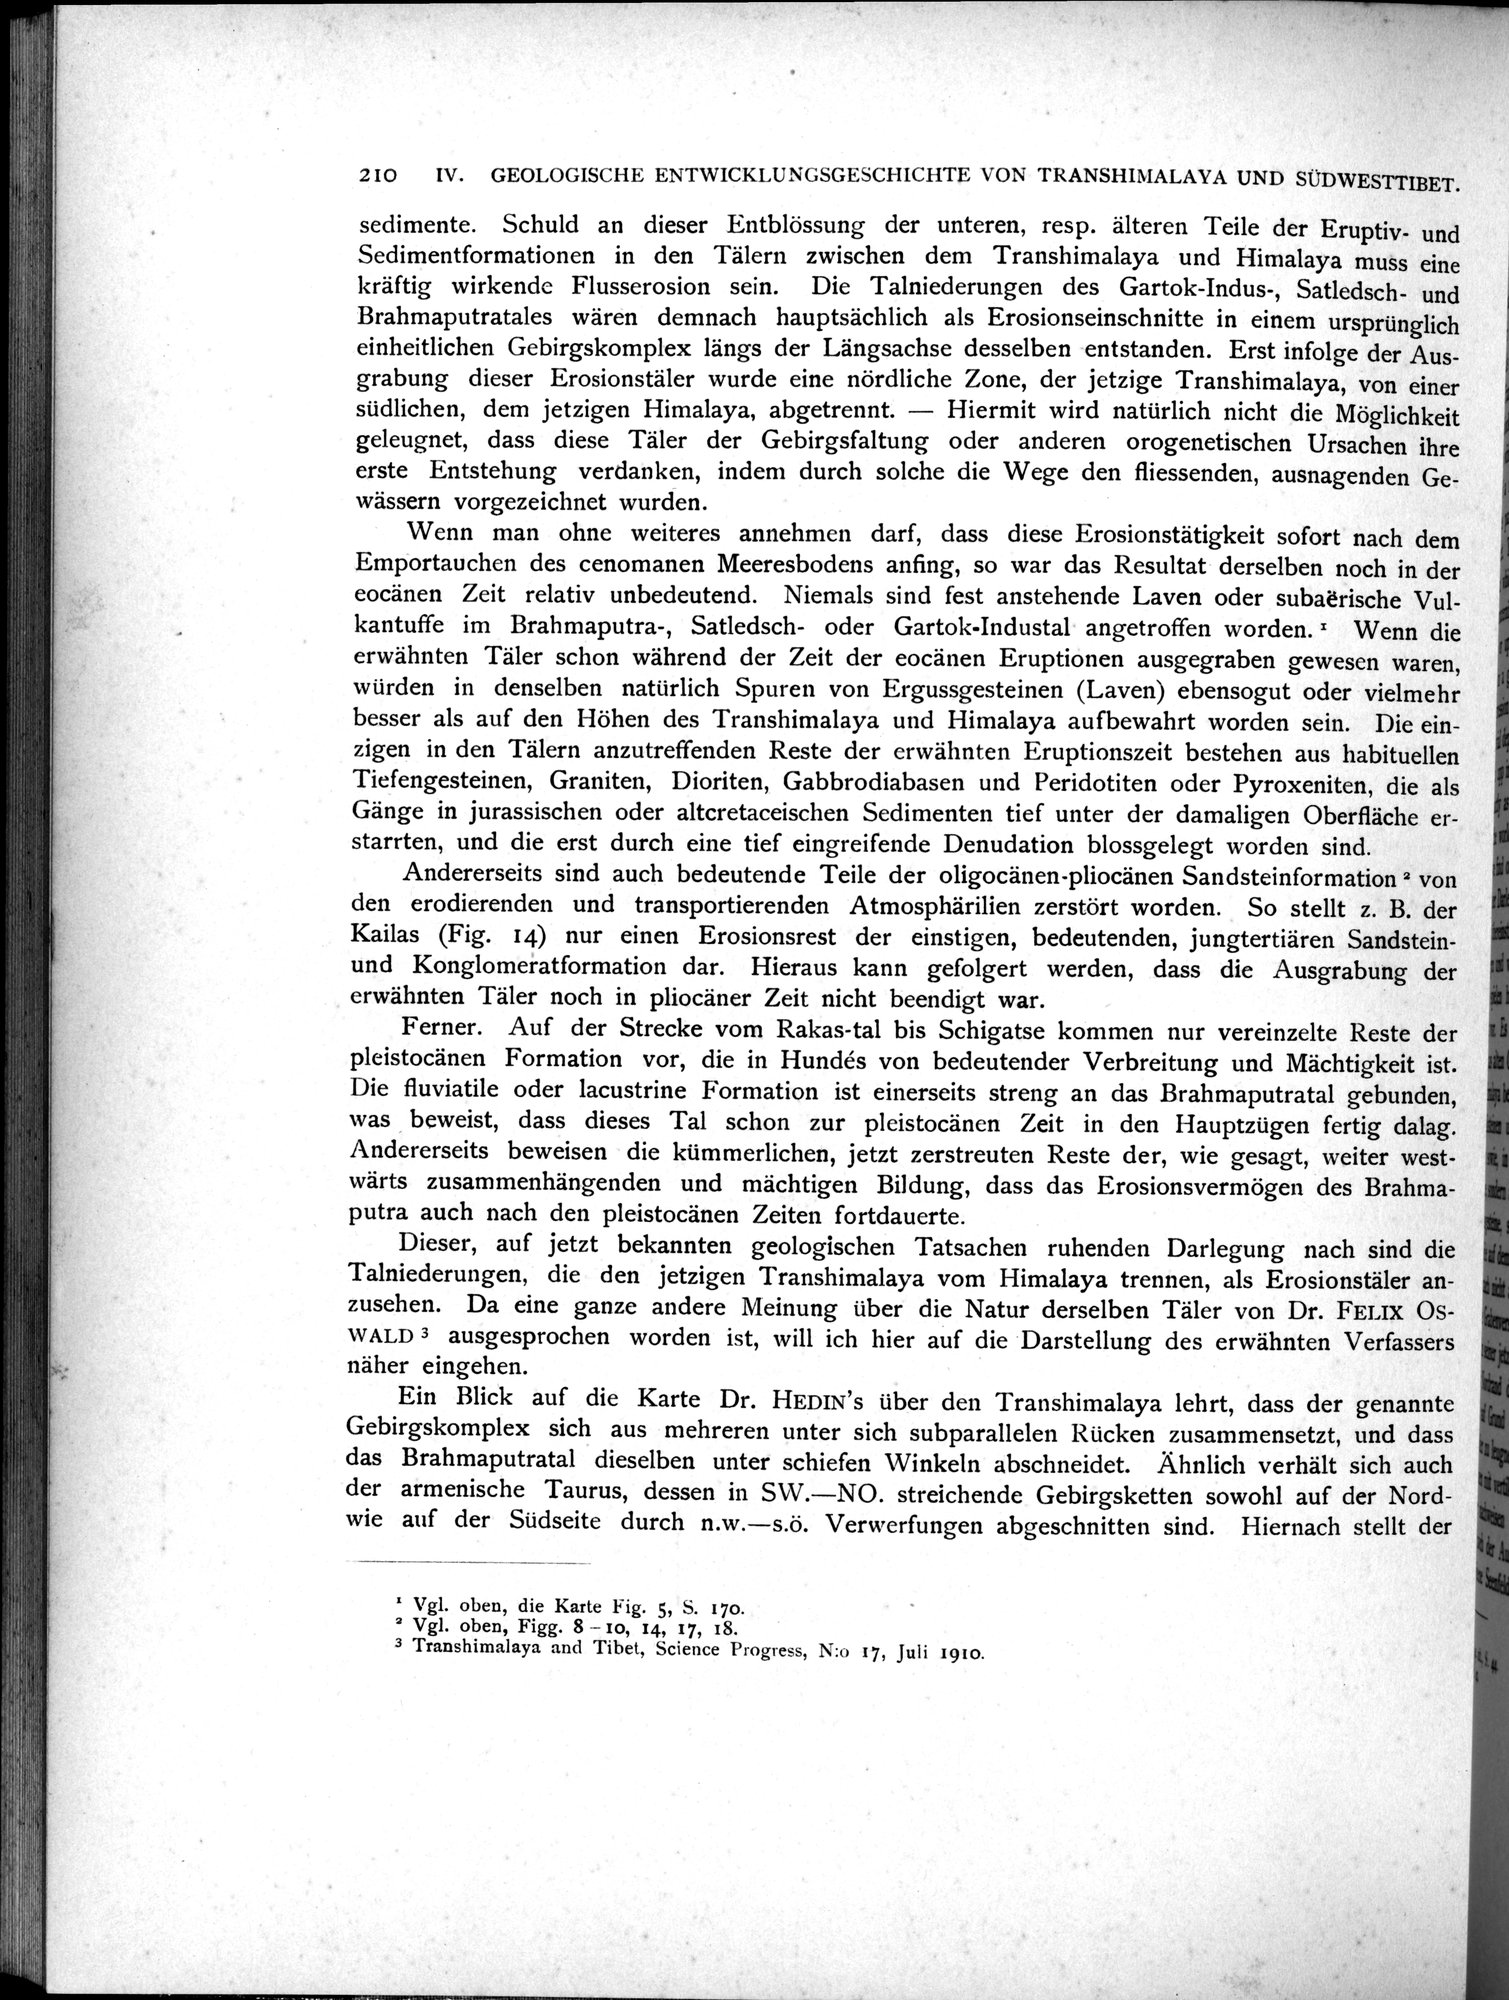 210 IV. GEOLOGISCHE ENTWICKLUNGSGESCHICHTE VON TRANSHIMALAYA UND SÜDWESTTIBET.
sedimente. Schuld an dieser Entblössung der unteren, resp. älteren Teile der Eruptiv- und
Sedimentformationen in den Tälern zwischen dem Transhimalaya und Himalaya muss eine
kräftig wirkende Flusserosion sein. Die Talniederungen des Gartok-Indus-, Satledsch- und
Brahmaputratales wären demnach hauptsächlich als Erosionseinschnitte in einem ursprünglich
einheitlichen Gebirgskomplex längs der Längsachse desselben entstanden. Erst infolge der Aus-
grabung dieser Erosionstäler wurde eine nördliche Zone, der jetzige Transhimalaya, von einer
südlichen, dem jetzigen Himalaya, abgetrennt. — Hiermit wird natürlich nicht die Möglichkeit
geleugnet, dass diese Täler der Gebirgsfaltung oder anderen orogenetischen Ursachen ihre
erste Entstehung verdanken, indem durch solche die Wege den fliessenden, ausnagenden Ge-
wässern vorgezeichnet wurden.
Wenn man ohne weiteres annehmen darf, dass diese Erosionstätigkeit sofort nach dem
Emportauchen des cenomanen Meeresbodens anfing, so war das Resultat derselben noch in der
eocänen Zeit relativ unbedeutend. Niemals sind fest anstehende Laven oder subaërische Vul-
kantuffe im Brahmaputra-, Satledsch- oder Gartok-Industal angetroffen worden. ¹ Wenn die
erwähnten Täler schon während der Zeit der eocänen Eruptionen ausgegraben gewesen waren,
würden in denselben natürlich Spuren von Ergussgesteinen (Laven) ebensogut oder vielmehr
besser als auf den Höhen des Transhimalaya und Himalaya aufbewahrt worden sein. Die ein-
zigen in den Tälern anzutreffenden Reste der erwähnten Eruptionszeit bestehen aus habituellen
Tiefengesteinen, Graniten, Dioriten, Gabbrodiabasen und Peridotiten oder Pyroxeniten, die als
Gänge in jurassischen oder altcretaceischen Sedimenten tief unter der damaligen Oberfläche er-
starrten, und die erst durch eine tief eingreifende Denudation blossgelegt worden sind.
Andererseits sind auch bedeutende Teile der oligocänen-pliocänen Sandsteinformation ² von
den erodierenden und transportierenden Atmosphärilien zerstört worden. So stellt z. B. der
Kailas (Fig. 14) nur einen Erosionsrest der einstigen, bedeutenden, jungtertiären Sandstein-
und Konglomeratformation dar. Hieraus kann gefolgert werden, dass die Ausgrabung der
erwähnten Täler noch in pliocäner Zeit nicht beendigt war.
Ferner. Auf der Strecke vom Rakas-tal bis Schigatse kommen nur vereinzelte Reste der
pleistocänen Formation vor, die in Hundés von bedeutender Verbreitung und Mächtigkeit ist.
Die fluviatile oder lacustrine Formation ist einerseits streng an das Brahmaputratal gebunden,
was beweist, dass dieses Tal schon zur pleistocänen Zeit in den Hauptzügen fertig dalag.
Andererseits beweisen die kümmerlichen, jetzt zerstreuten Reste der, wie gesagt, weiter west-
wärts zusammenhängenden und mächtigen Bildung, dass das Erosionsvermögen des Brahma-
putra auch nach den pleistocänen Zeiten fortdauerte.
Dieser, auf jetzt bekannten geologischen Tatsachen ruhenden Darlegung nach sind die
Talniederungen, die den jetzigen Transhimalaya vom Himalaya trennen, als Erosionstäler an-
zusehen. Da eine ganze andere Meinung über die Natur derselben Täler von Dr. FELIX OS-
WALD ³ ausgesprochen worden ist, will ich hier auf die Darstellung des erwähnten Verfassers
näher eingehen.
Ein Blick auf die Karte Dr. HEDIN's über den Transhimalaya lehrt, dass der genannte
Gebirgskomplex sich aus mehreren unter sich subparallelen Rücken zusammensetzt, und dass
das Brahmaputratal dieselben unter schiefen Winkeln abschneidet. Ähnlich verhält sich auch
der armenische Taurus, dessen in SW.—NO. streichende Gebirgsketten sowohl auf der Nord-
wie auf der Südseite durch n.w.—s.ö. Verwerfungen abgeschnitten sind. Hiernach stellt der
¹ Vgl. oben, die Karte Fig. 5, S. 170.
² Vgl. oben, Figg. 8–10, 14, 17, 18.
³ Transhimalaya and Tibet, Science Progress, N:o 17, Juli 1910.